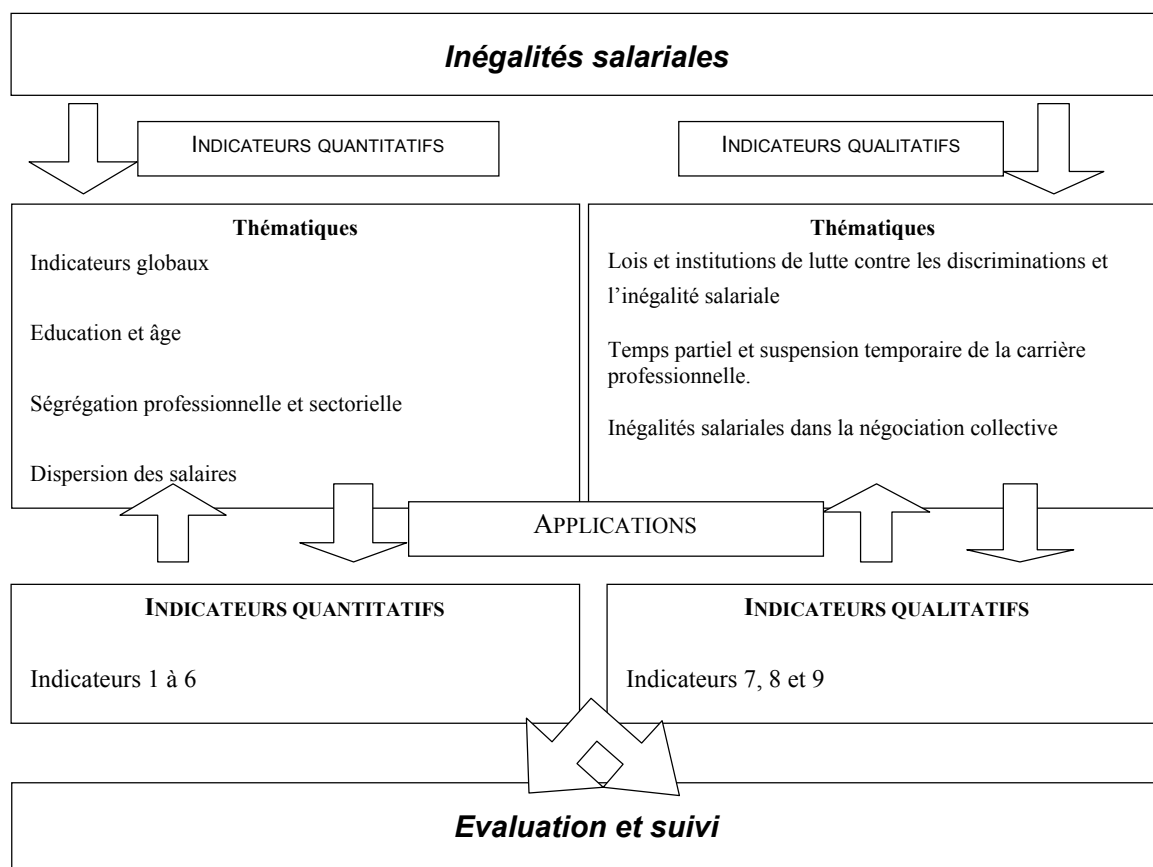 Inégalités salariales
INDICATEURS QUANTITATIFS
INDICATEURS QUALITATIFS
Thématiques
Indicateurs globaux
Education et âge
Ségrégation professionnelle et sectorielle
Dispersion des salaires
Thématiques
Lois et institutions de lutte contre les discriminations et
l’inégalité salariale
Temps partiel et suspension temporaire de la carrière
professionnelle.
Inégalités salariales dans la négociation collective
APPLICATIONS
INDICATEURS QUANTITATIFS
Indicateurs 1 à 6
INDICATEURS QUALITATIFS
Indicateurs 7, 8 et 9
Evaluation et suivi